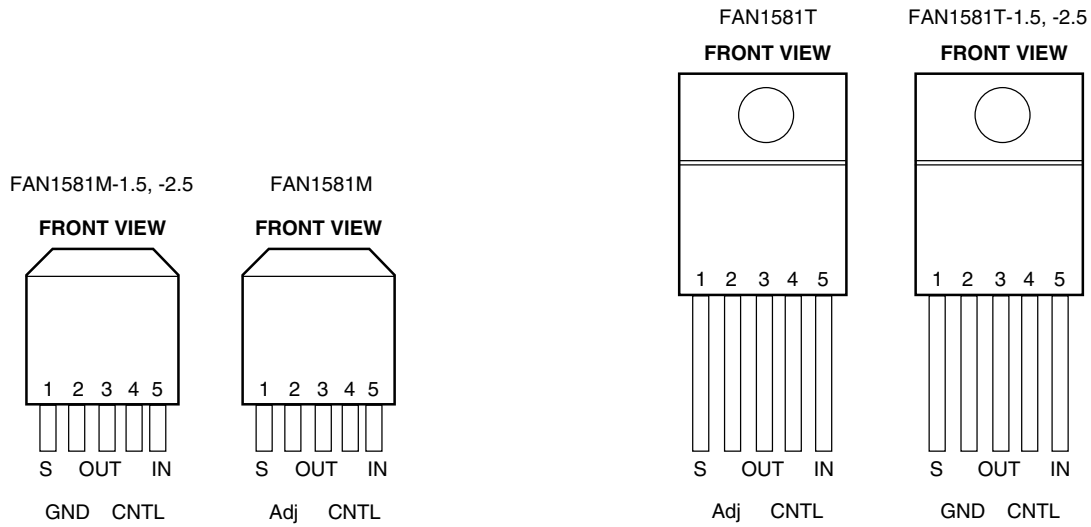 FAN1581T
FRONT VIEW
1 2 3 4 5
S OUT IN
Adj CNTL
FAN1581T-1.5, -2.5
FRONT VIEW
1 2 3 4 5
S OUT IN
GND CNTL
FAN1581M-1.5, -2.5
FRONT VIEW
1 2 3 4 5
S OUT IN
GND CNTL
FAN1581M
FRONT VIEW
1 2 3 4 5
S OUT IN
Adj CNTL